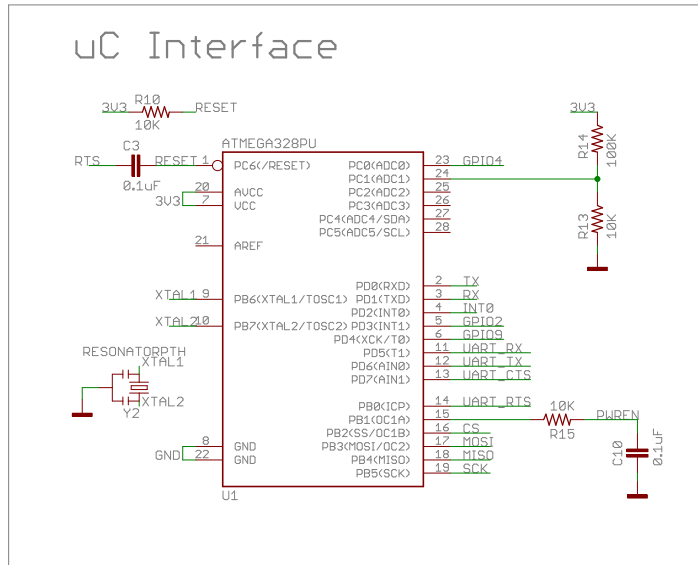 uC Interface
3V3 R10 RESET
10K
3V3
R14
100K
ATMEGA328PU
C3
RTS
RESET 1
0.1uF
PC6(/RESET)
PC0(ADC0) 23 GPIO4
PC1(ADC1) 24
20 AVCC
PC2(ADC2) 25
3V3 7 VCC
PC3(ADC3) 26
PC4(ADC4/SDA) 27
PC5(ADC5/SCL) 28
21 AREF
R13
10K
PD0(RXD) 2 TX
XTAL1 9 PB6(XTAL1/TOSC1)
PD1(TXD) 3 RX
PD2(INT0) 4 INT0
XTAL2 10 PB7(XTAL2/TOSC2)
PD3(INT1) 5 GPIO2
PD4(XCK/T0) 6 GPIO9
PD5(T1) 11 UART_RX
PD6(AIN0) 12 UART_TX
PD7(AIN1) 13 UART_CTS
RESONATORPTH
XTAL1
XTAL2
Y2
PB0(ICP) 14 UART_RTS
PB1(OC1A) 15
10K
R15
PWREN
PB2(SS/OC1B) 16 CS
8 GND
PB3(MOSI/OC2) 17 MOSI
GND 22 GND
PB4(MISO) 18 MISO
PB5(SCK) 19 SCK
C10
0.1uF
U1